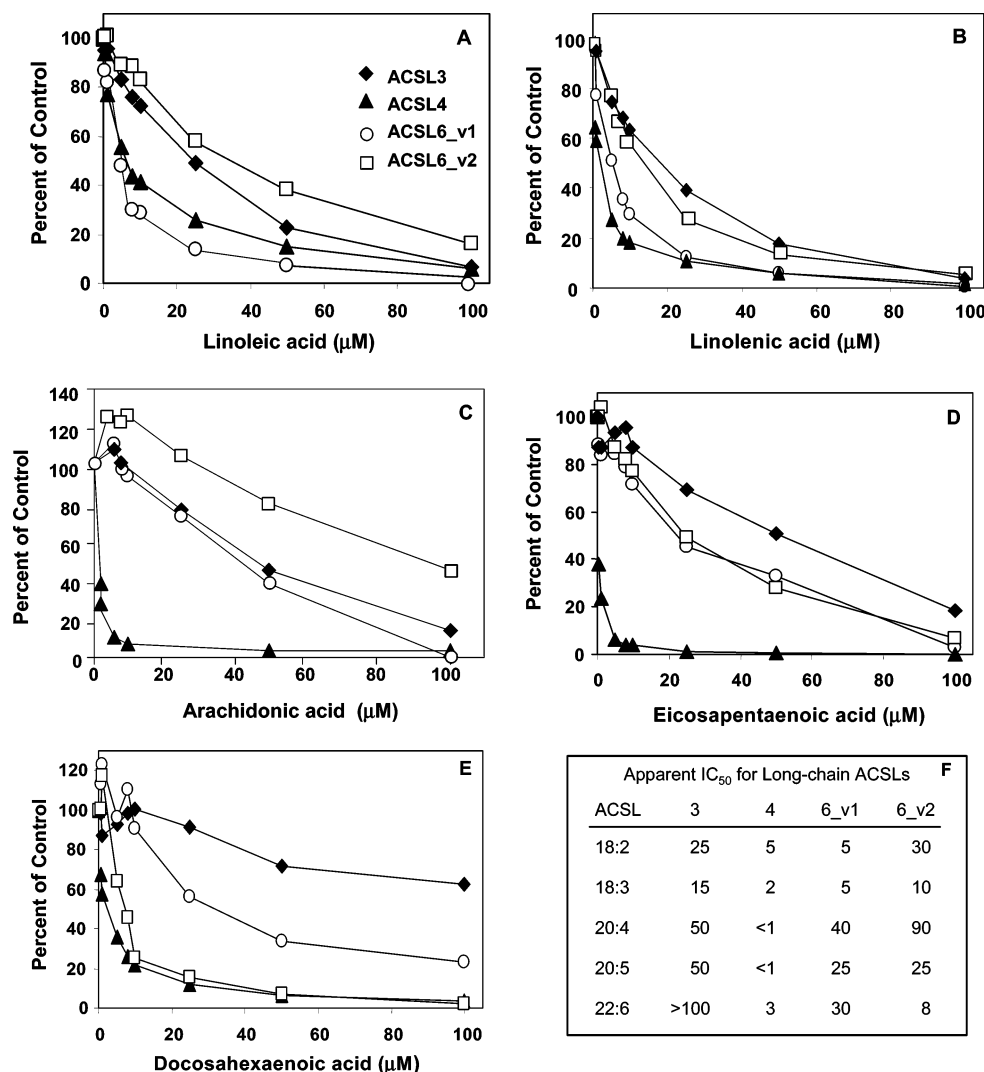 A
Percent of Control
100
80
60
40
20
0
ACSL3
ACSL4
ACSL6_v1
ACSL6_v2
0 20 40 60 80 100
Linoleic acid (μM)
B
Percent of Control
100
80
60
40
20
0
0 20 40 60 80 100
Linolenic acid (μM)
C
Percent of Control
140
120
100
80
60
40
20
0
0 20 40 60 80 100
Arachidonic acid (μM)
D
Percent of Control
100
80
60
40
20
0
0 20 40 60 80 100
Eicosapentaenoic acid (μM)
E
Percent of Control
120
100
80
60
40
20
0
0 20 40 60 80 100
Docosahexaenoic acid (μM)
Apparent IC50 for Long-chain ACSLs F
ACSL 3 4 6_v1 6_v2
18:2 25 5 5 30
18:3 15 2 5 10
20:4 50 <1 40 90
20:5 50 <1 25 25
22:6 >100 3 30 8